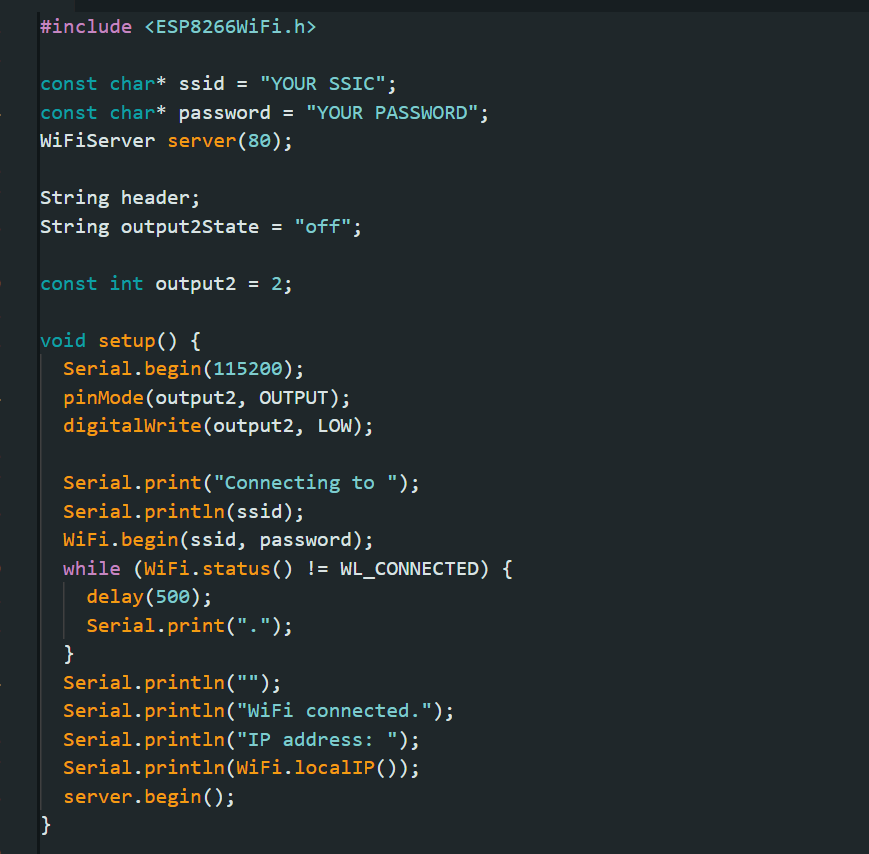 #include <ESP8266WiFi.h>
const char* ssid = "YOUR SSIC";
const char* password = "YOUR PASSWORD";
WiFiServer server(80);
String header;
String output2State = "off";
const int output2 = 2;
void setup() {
  Serial.begin(115200);
  pinMode(output2, OUTPUT);
  digitalWrite(output2, LOW);
  Serial.print("Connecting to ");
  Serial.println(ssid);
  WiFi.begin(ssid, password);
  while (WiFi.status() != WL_CONNECTED) {
    delay(500);
    Serial.print(".");
  }
  Serial.println("");
  Serial.println("WiFi connected.");
  Serial.println("IP address: ");
  Serial.println(WiFi.localIP());
  server.begin();
}